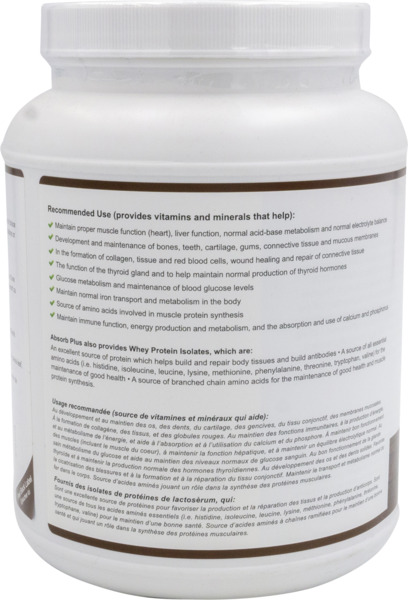 Recommended Use (provides vitamins and minerals that help):
✔ Maintain proper muscle function (heart), liver function, normal acid-base metabolism and normal electrolyte balance
✔ Development and maintenance of bones, teeth, cartilage, gums, connective tissue and mucous membranes
✔ In the formation of collagen, tissue and red blood cells, wound healing and repair of connective tissue
✔ The function of the thyroid gland and to help maintain normal production of thyroid hormones
✔ Glucose metabolism and maintenance of blood glucose levels
✔ Maintain normal iron transport and metabolism in the body
✔ Source of amino acids involved in muscle protein synthesis
✔ Maintain immune function, energy production and metabolism, and the absorption and use of calcium and phosphorus
Absorb Plus also provides Whey Protein Isolates, which are:
An excellent source of protein which helps build and repair body tissues and build antibodies • A source of all essential
amino acids (i.e. histidine, isoleucine, leucine, lysine, methionine, phenylalanine, threonine, tryptophan, valine) for the
maintenance of good health • A source of branched chain amino acids for the maintenance of good health and muscle
protein synthesis.
Usage recommandée (source de vitamines et minéraux qui aide):
Au développement et au maintien des os, des dents, du cartilage, des gencives, du tissu conjonctif, des membranes
À la formation de collagène, des tissus, et des globules rouges. Au maintien des fonctions immunitaires, à la production d'énergie
et au métabolisme de l'énergie, et aide à l'absorption et à l'utilisation du calcium et du phosphore. À maintenir
des muscles (incluant le muscle du coeur), à maintenir la fonction hépatique, et à maintenir un équilibre électrolytique
métabolisme du glucose et aide au maintien des niveaux normaux de glucose sanguin. Au bon fonctionnement de la glande
thyroïde et à maintenir la production normale des hormones thyroïdiennes.
la cicatrisation des blessures et à la formation et à la réparation du tissu conjonctif. Maintenir le transport et métabolisme normal
du fer dans le corps. Source d'acides aminés jouant un rôle dans la synthèse des protéines musculaires.
Fournis des isolates de protéines de lactosérum, qui:
Sont une excellente source de protéines pour favoriser la production et la réparation des tissus et la production d'anticorps.
une source de tous les acides aminés essentiels (i.e. histidine, isoleucine, leucine, lysine, méthionine, phénylalanine,
tryptophane, valine) pour le maintien d'une bonne santé. Source d'acides aminés à chaînes ramifiées pour le maintien d'une bonne
santé et qui jouant un rôle dans la synthèse des protéines musculaires.